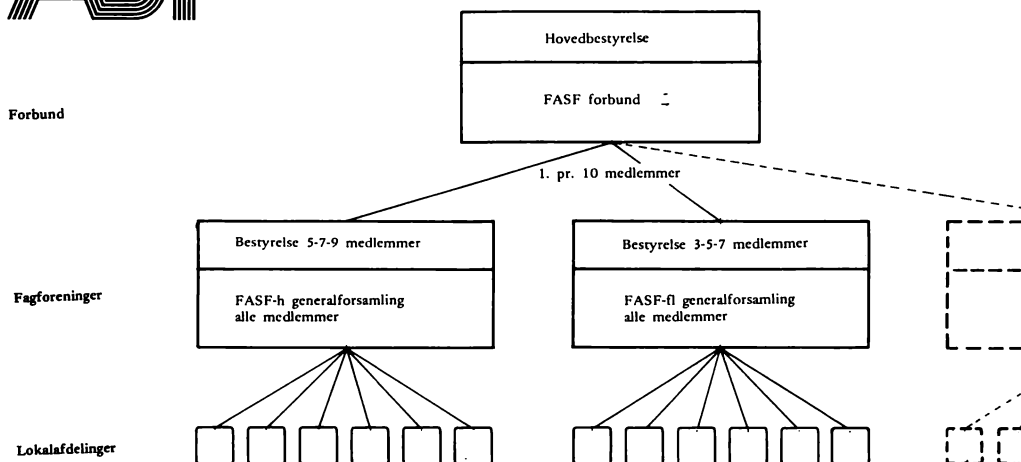 Hovedbestyrelse
Forbund
FASF forbund
1. pr. 10 medlemmer
Bestyrelse 5-7-9 medlemmer
Bestyrelse 3-5-7 medlemmer
Fagforeninger
FASF-h generalforsamling
alle medlemmer
FASF-fl generalforsamling
alle medlemmer
Lokalafdelinger